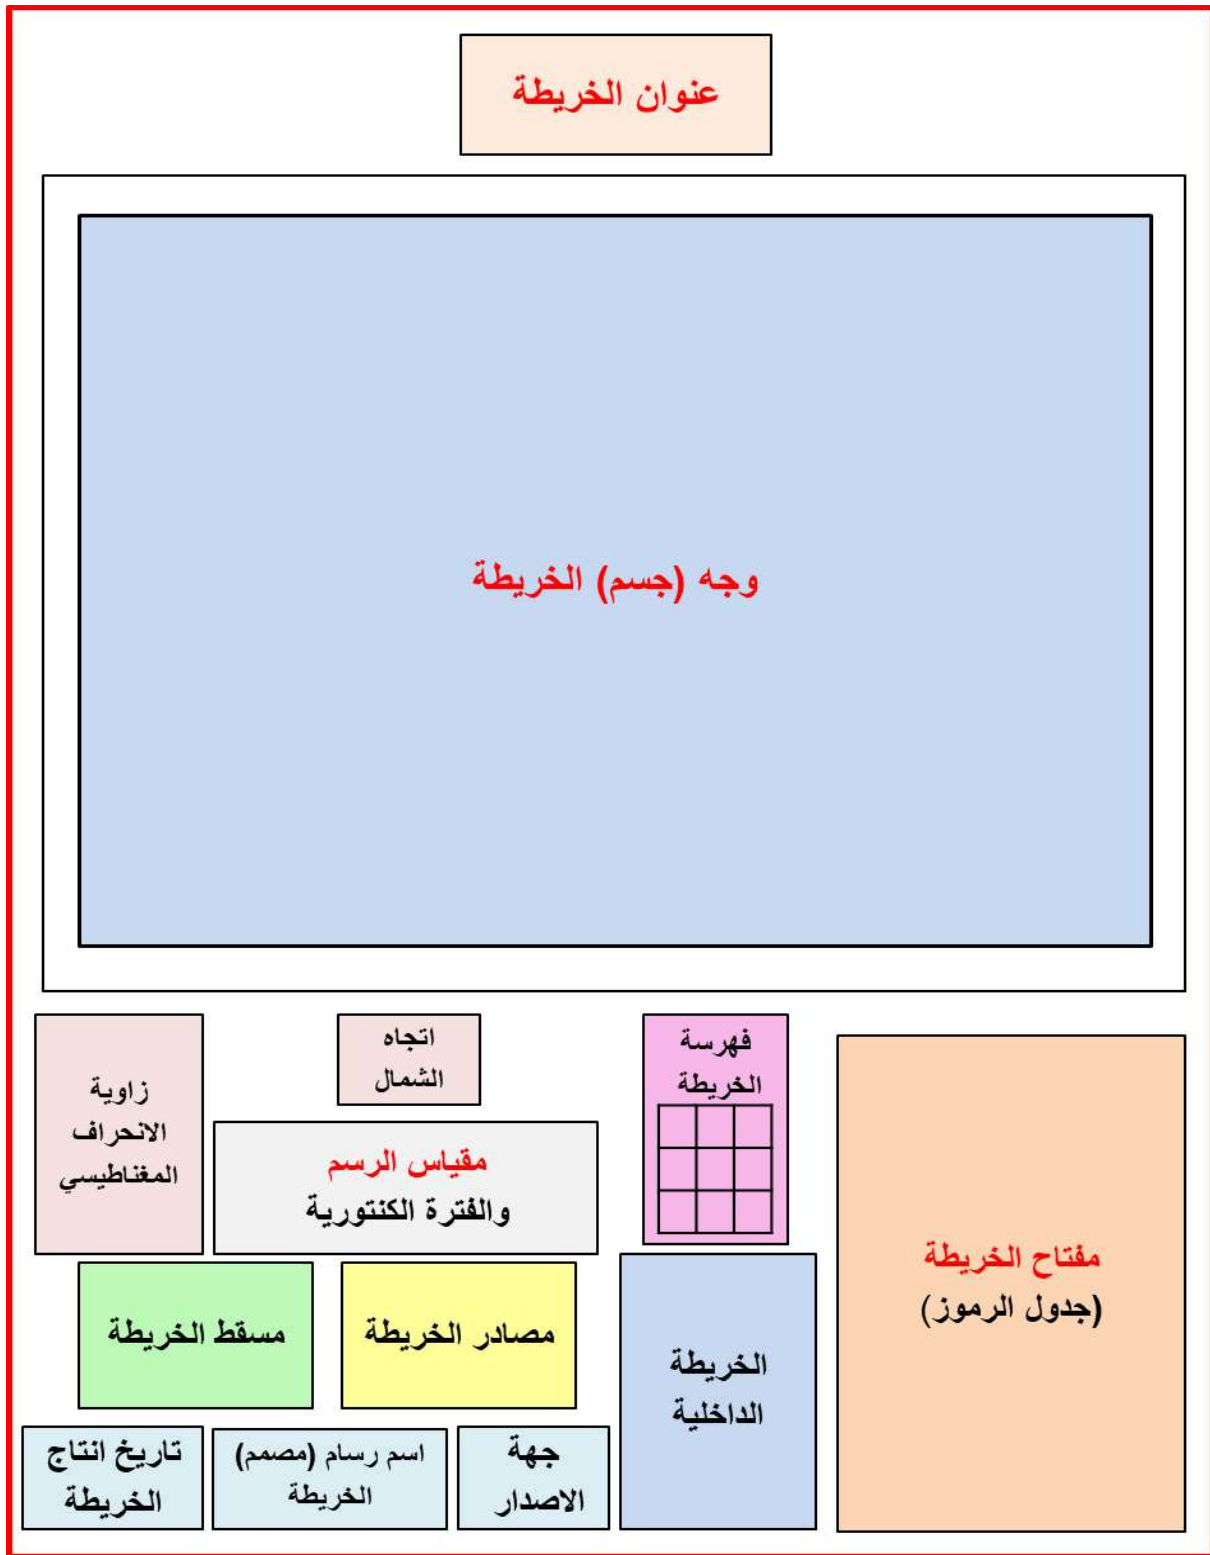 عنوان الخريطة
وجه (جسم) الخريطة
مفتاح الخريطة
(جدول الرموز)
فهرسة
الخريطة
اتجاه
الشمال
زاوية
الانحراف
المغناطيسي
مقياس الرسم
والفترة الكنتورية
الخريطة
الداخلية
مصادر الخريطة
مسقط الخريطة
جهة
الاصدار
اسم رسام (مصمم)
الخريطة
تاريخ انتاج
الخريطة